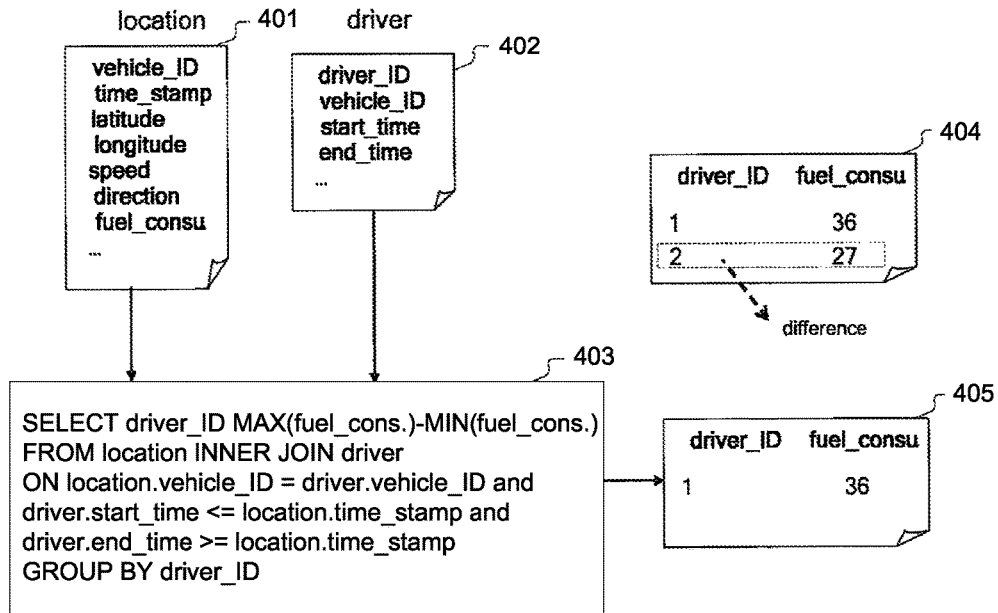 location
401
driver
vehicle_ID
time_stamp
latitude
longitude
speed
direction
fuel_consu
...
402
driver_ID
vehicle_ID
start_time
end_time
...
404
driver_ID fuel_consu
1 36
2 27
difference
403
SELECT driver_ID MAX(fuel_cons.)-MIN(fuel_cons.)
FROM location INNER JOIN driver
ON location.vehicle_ID = driver.vehicle_ID and
driver.start_time <= location.time_stamp and
driver.end_time >= location.time_stamp
GROUP BY driver_ID
405
driver_ID fuel_consu
1 36